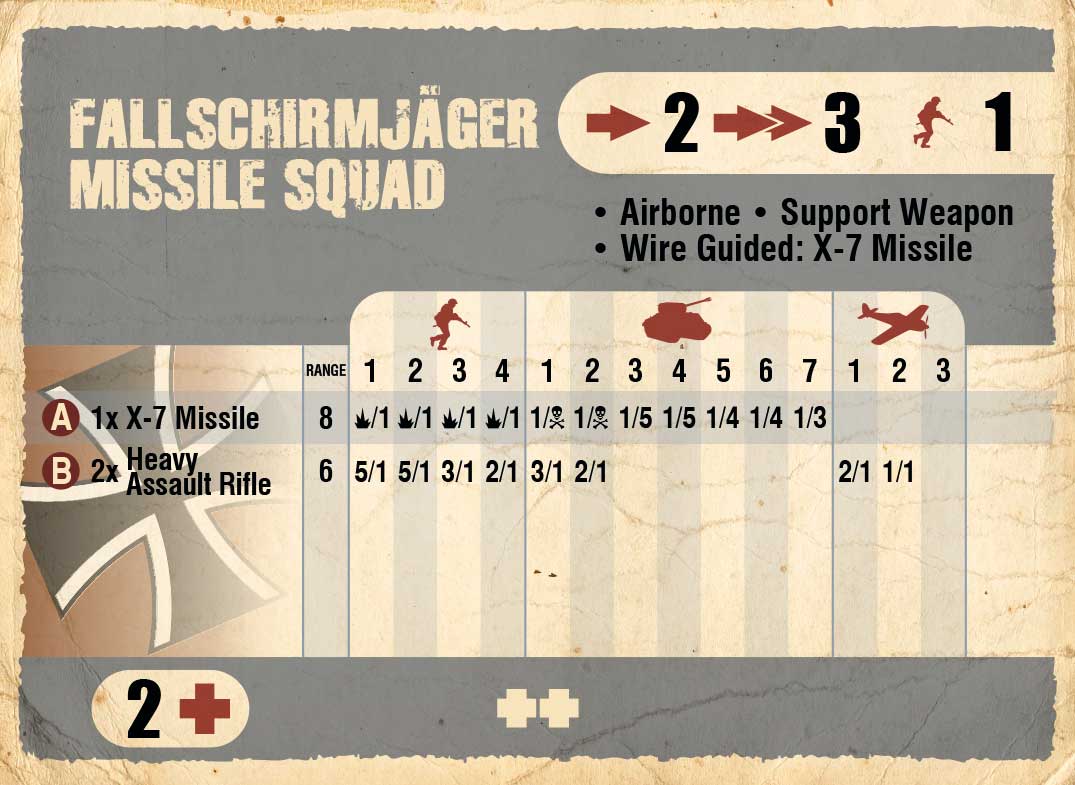 FALLSCHIRMJÄGER
MISSILE SQUAD
2 3 1
• Airborne • Support Weapon
• Wire Guided: X-7 Missile
RANGE 1 2 3 4 1 2 3 4 5 6 7 1 2 3
A 1x X-7 Missile 8 /1 /1 /1 /1 1/☠ 1/☠ 1/5 1/5 1/4 1/4 1/3
B 2x Heavy
Assault Rifle 6 5/1 5/1 3/1 2/1 3/1 2/1 2/1 1/1
2